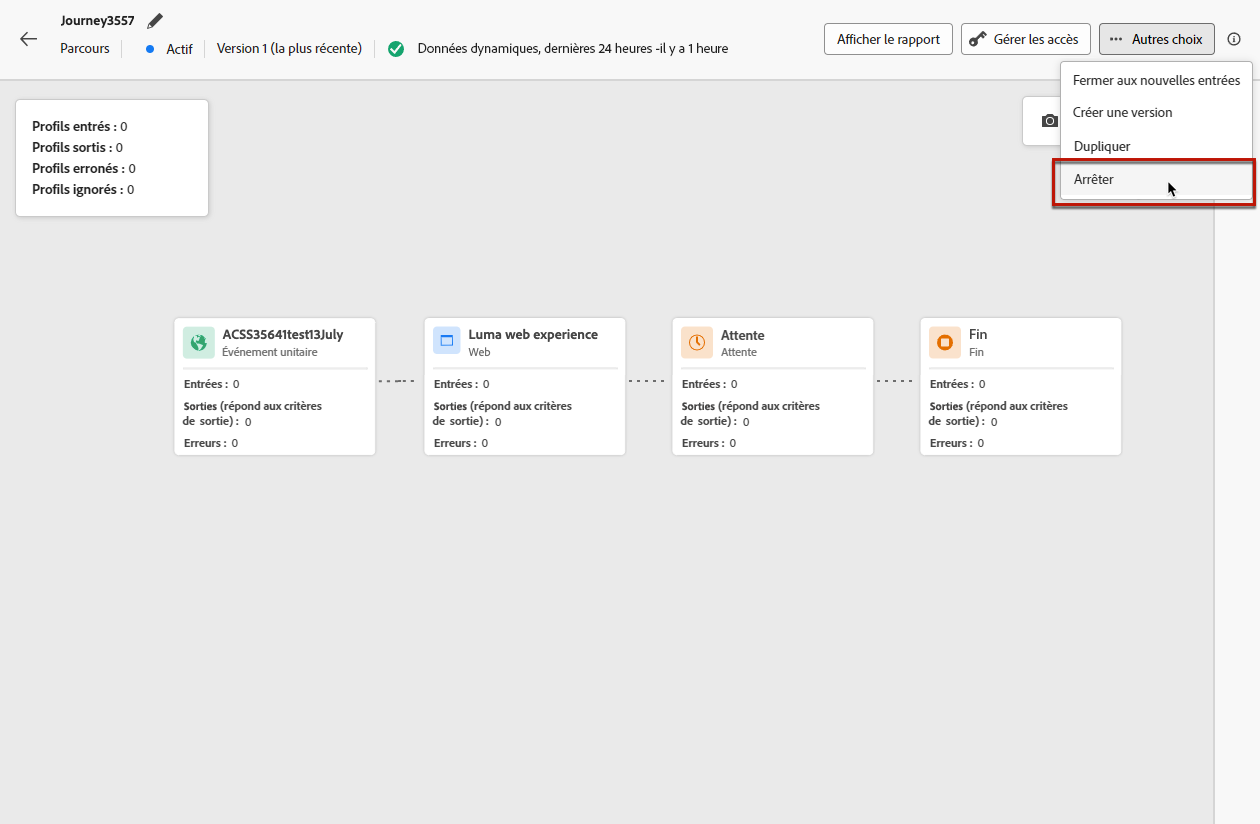 Journey3557
Parcours
Actif
Version 1 (la plus récente)
Données dynamiques, dernières 24 heures -il y a 1 heure
Afficher le rapport
Gérer les accès
Autres choix
Fermer aux nouvelles entrées
Créer une version
Dupliquer
Arrêter
Profils entrés : 0
Profils sortis : 0
Profils erronés : 0
Profils ignorés : 0
ACSS35641test13July
Événement unitaire
Entrées : 0
Sorties (répond aux critères
de sortie) : 0
Erreurs : 0
Luma web experience
Web
Entrées : 0
Sorties (répond aux critères
de sortie) : 0
Erreurs : 0
Attente
Attente
Entrées : 0
Sorties (répond aux critères
de sortie) : 0
Erreurs : 0
Fin
Fin
Entrées : 0
Sorties (répond aux critères
de sortie) : 0
Erreurs : 0